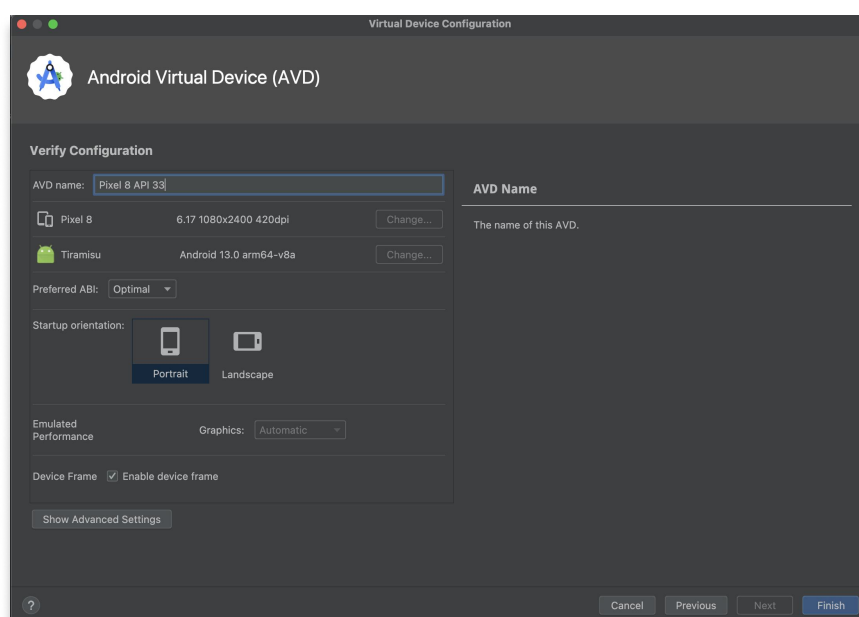 Virtual Device Configuration
Android Virtual Device (AVD)
Verify Configuration
AVD name: Pixel 8 API 33
Pixel 8 6.17 1080x2400 420dpi Change...
Tiramisu Android 13.0 arm64-v8a Change...
Preferred ABI: Optimal
Startup orientation:
Portrait Landscape
Emulated
Performance
Graphics: Automatic
Device Frame Enable device frame
Show Advanced Settings
AVD Name
The name of this AVD.
? Cancel Previous Next Finish